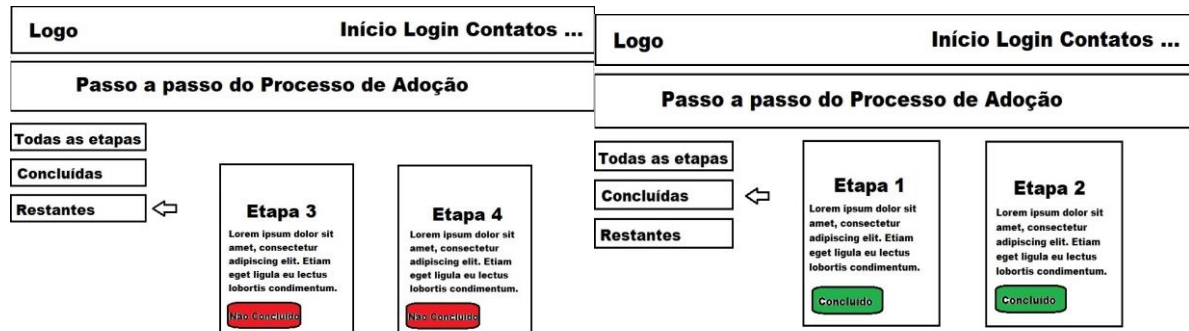 Logo
Início Login Contatos ...
Passo a passo do Processo de Adoção
Todas as etapas
Concluídas
Restantes
Etapa 3
Lorem ipsum dolor sit
amet, consectetur
adipiscing elit. Etiam
eget ligula eu lectus
lobortis condimentum.
Não Concluido
Etapa 4
Lorem ipsum dolor sit
amet, consectetur
adipiscing elit. Etiam
eget ligula eu lectus
lobortis condimentum.
Não Concluido
Logo
Início Login Contatos ...
Passo a passo do Processo de Adoção
Todas as etapas
Concluídas
Restantes
Etapa 1
Lorem ipsum dolor sit
amet, consectetur
adipiscing elit. Etiam
eget ligula eu lectus
lobortis condimentum.
Concluido
Etapa 2
Lorem ipsum dolor sit
amet, consectetur
adipiscing elit. Etiam
eget ligula eu lectus
lobortis condimentum.
Concluido